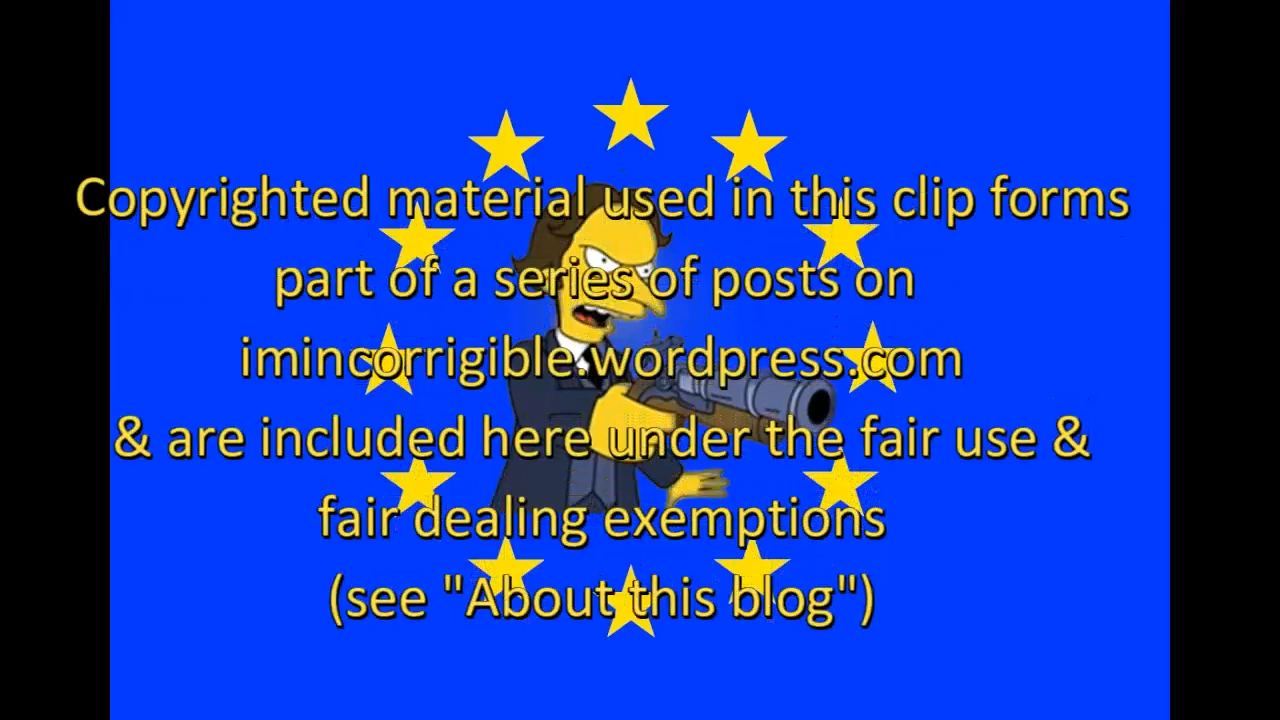 Copyrighted material used in this clip forms
part of a series of posts on
imincorrigible.wordpress.com
& are included here under the fair use &
fair dealing exemptions
(see "About this blog")